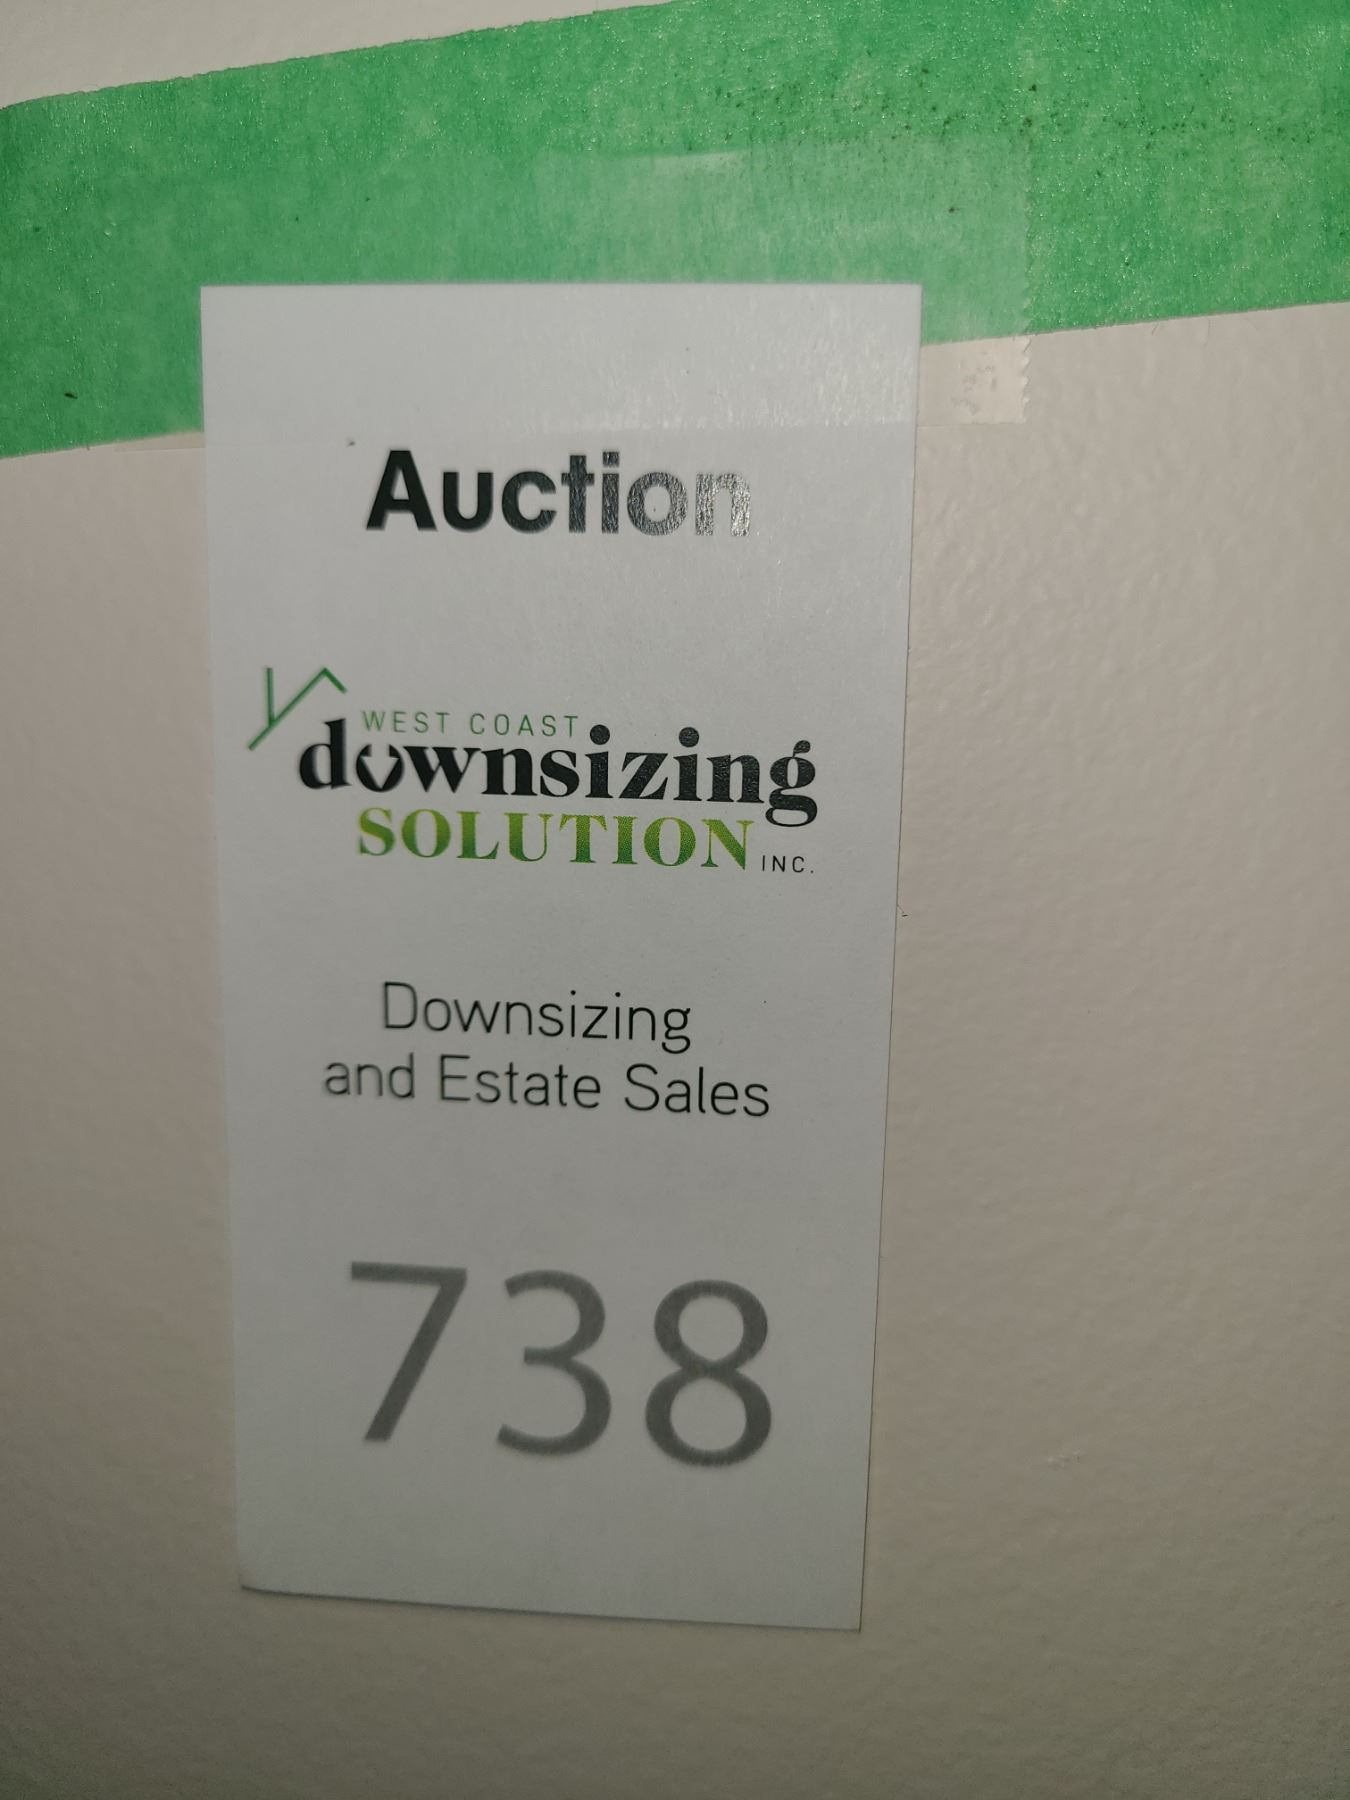 Auction
WEST COAST
downsizing
SOLUTION INC.
Downsizing
and Estate Sales
738